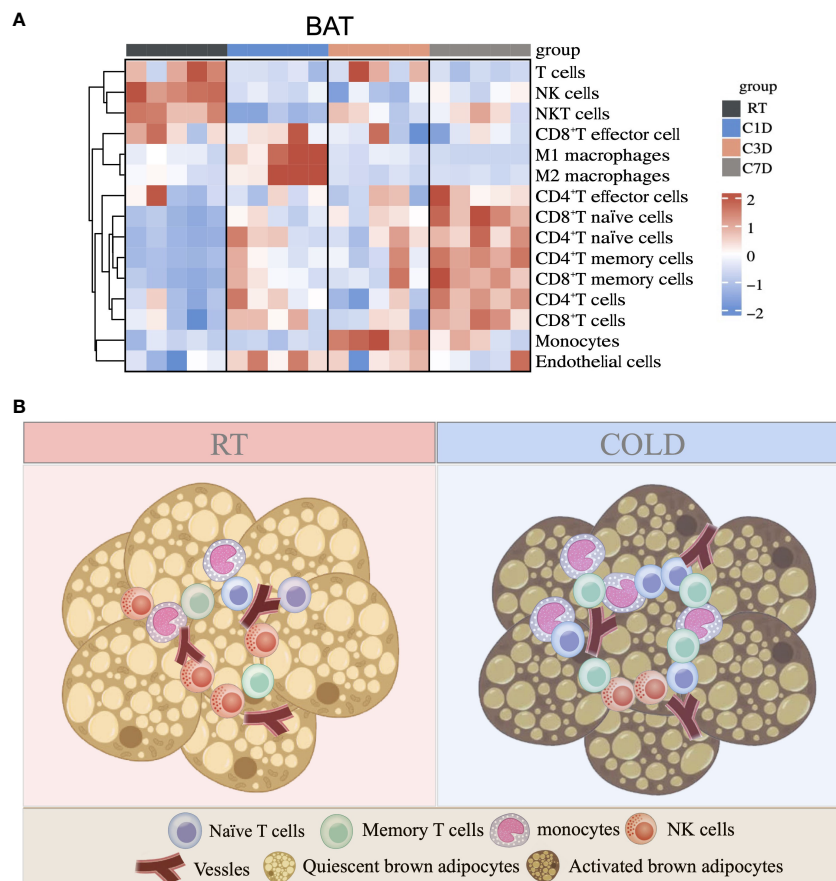 A
BAT
group
T cells
NK cells
NKT cells
CD8⁺T effector cell
M1 macrophages
M2 macrophages
CD4⁺T effector cells
CD8⁺T naïve cells
CD4⁺T naïve cells
CD4⁺T memory cells
CD8⁺T memory cells
CD4⁺T cells
CD8⁺T cells
Monocytes
Endothelial cells
group
RT
C1D
C3D
C7D
2
1
0
−1
−2
B
RT COLD
Naïve T cells Memory T cells monocytes NK cells
Vessles Quiescent brown adipocytes Activated brown adipocytes